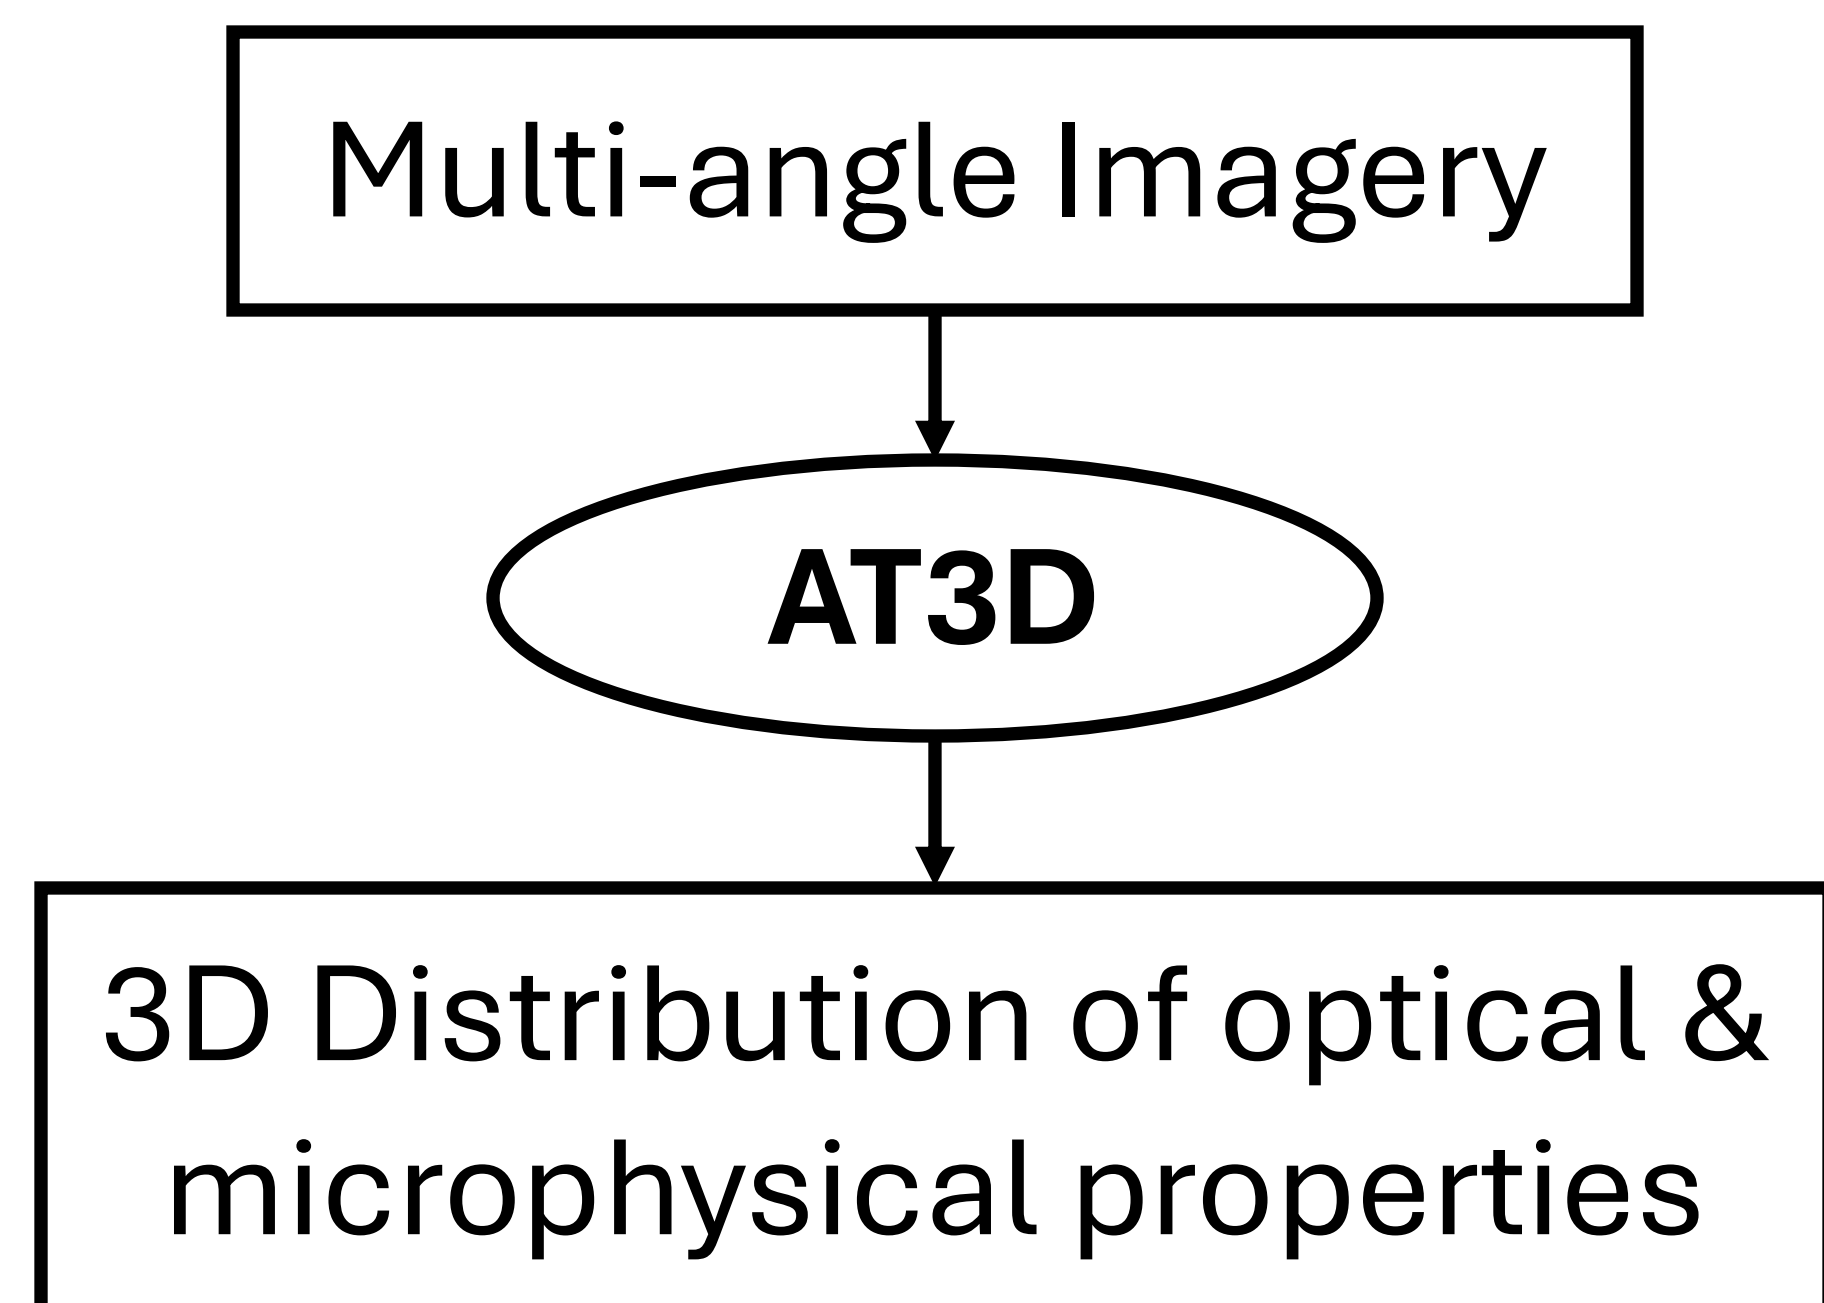 Multi-angle Imagery
AT3D
3D Distribution of optical &
microphysical properties